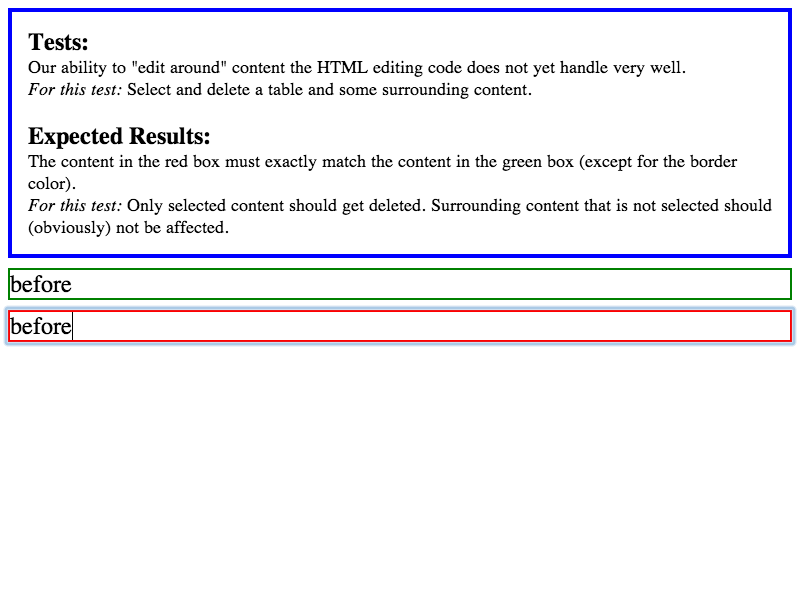 Tests:
Our ability to "edit around" content the HTML editing code does not yet handle very well.
For this test: Select and delete a table and some surrounding content.
Expected Results:
The content in the red box must exactly match the content in the green box (except for the border
color).
For this test: Only selected content should get deleted. Surrounding content that is not selected should
(obviously) not be affected.
before
before